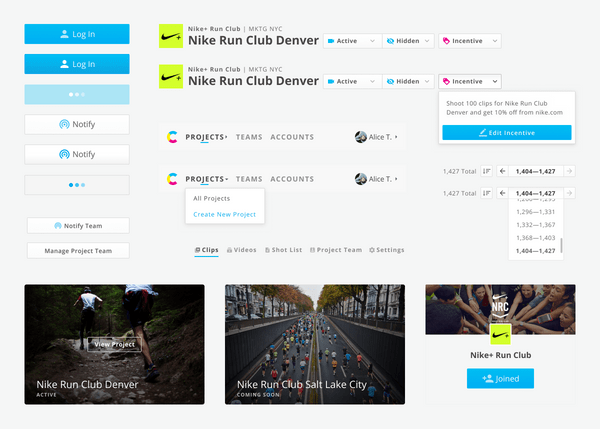 Log In
Log In
Notify
Notify
Notify Team
Manage Project Team
Nike+ Run Club | MKTG NYC
Nike Run Club Denver
Active
Hidden
Incentive
Nike+ Run Club | MKTG NYC
Nike Run Club Denver
Active
Hidden
Incentive
Shoot 100 clips for Nike Run Club
Denver and get 10% off from nike.com
Edit Incentive
PROJECTS TEAMS ACCOUNTS
Alice T.
PROJECTS TEAMS ACCOUNTS
Alice T.
All Projects
Create New Project
1,427 Total
1,404—1,427
1,427 Total
1,404—1,427
1,296—1,331
1,332—1,367
1,368—1,403
1,404—1,427
Clips
Videos
Shot List
Project Team
Settings
View Project
Nike Run Club Denver
ACTIVE
Nike Run Club Salt Lake City
COMING SOON
NRC
Nike+ Run Club
Joined